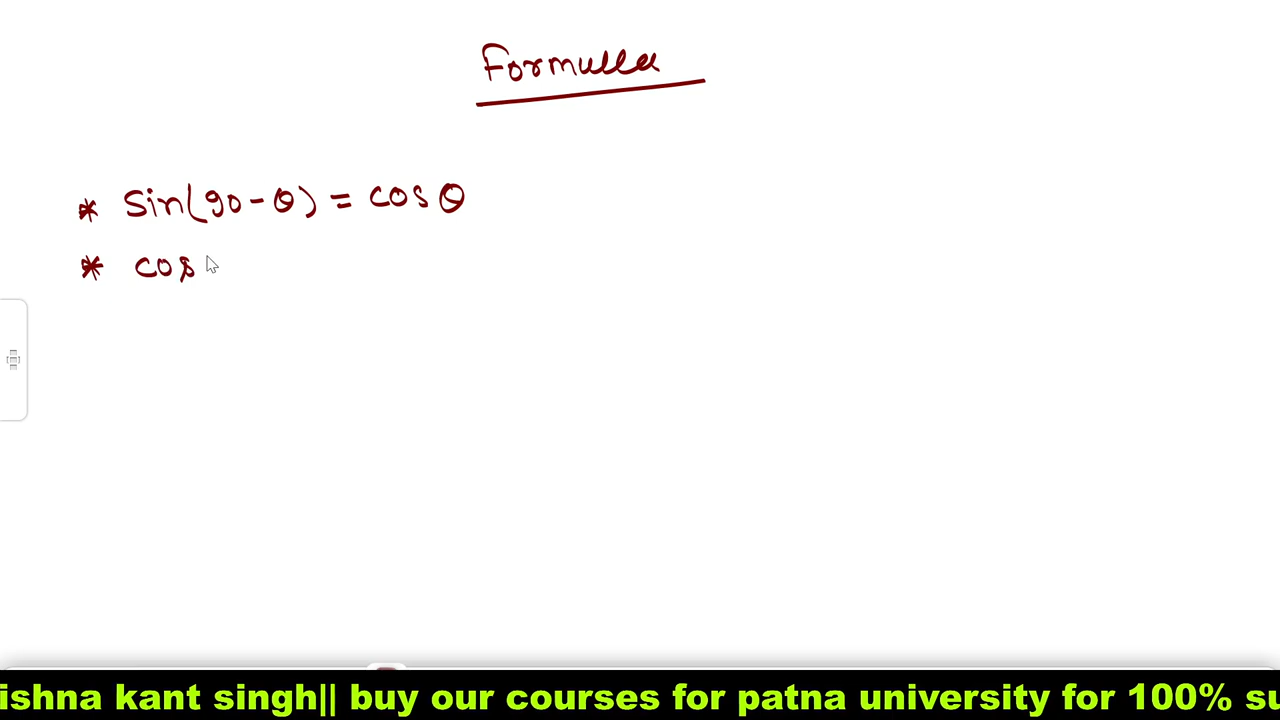 Formulla
* Sin(90-θ) = cos θ
* cos
ishna kant singh|| buy our courses for patna university for 100% su